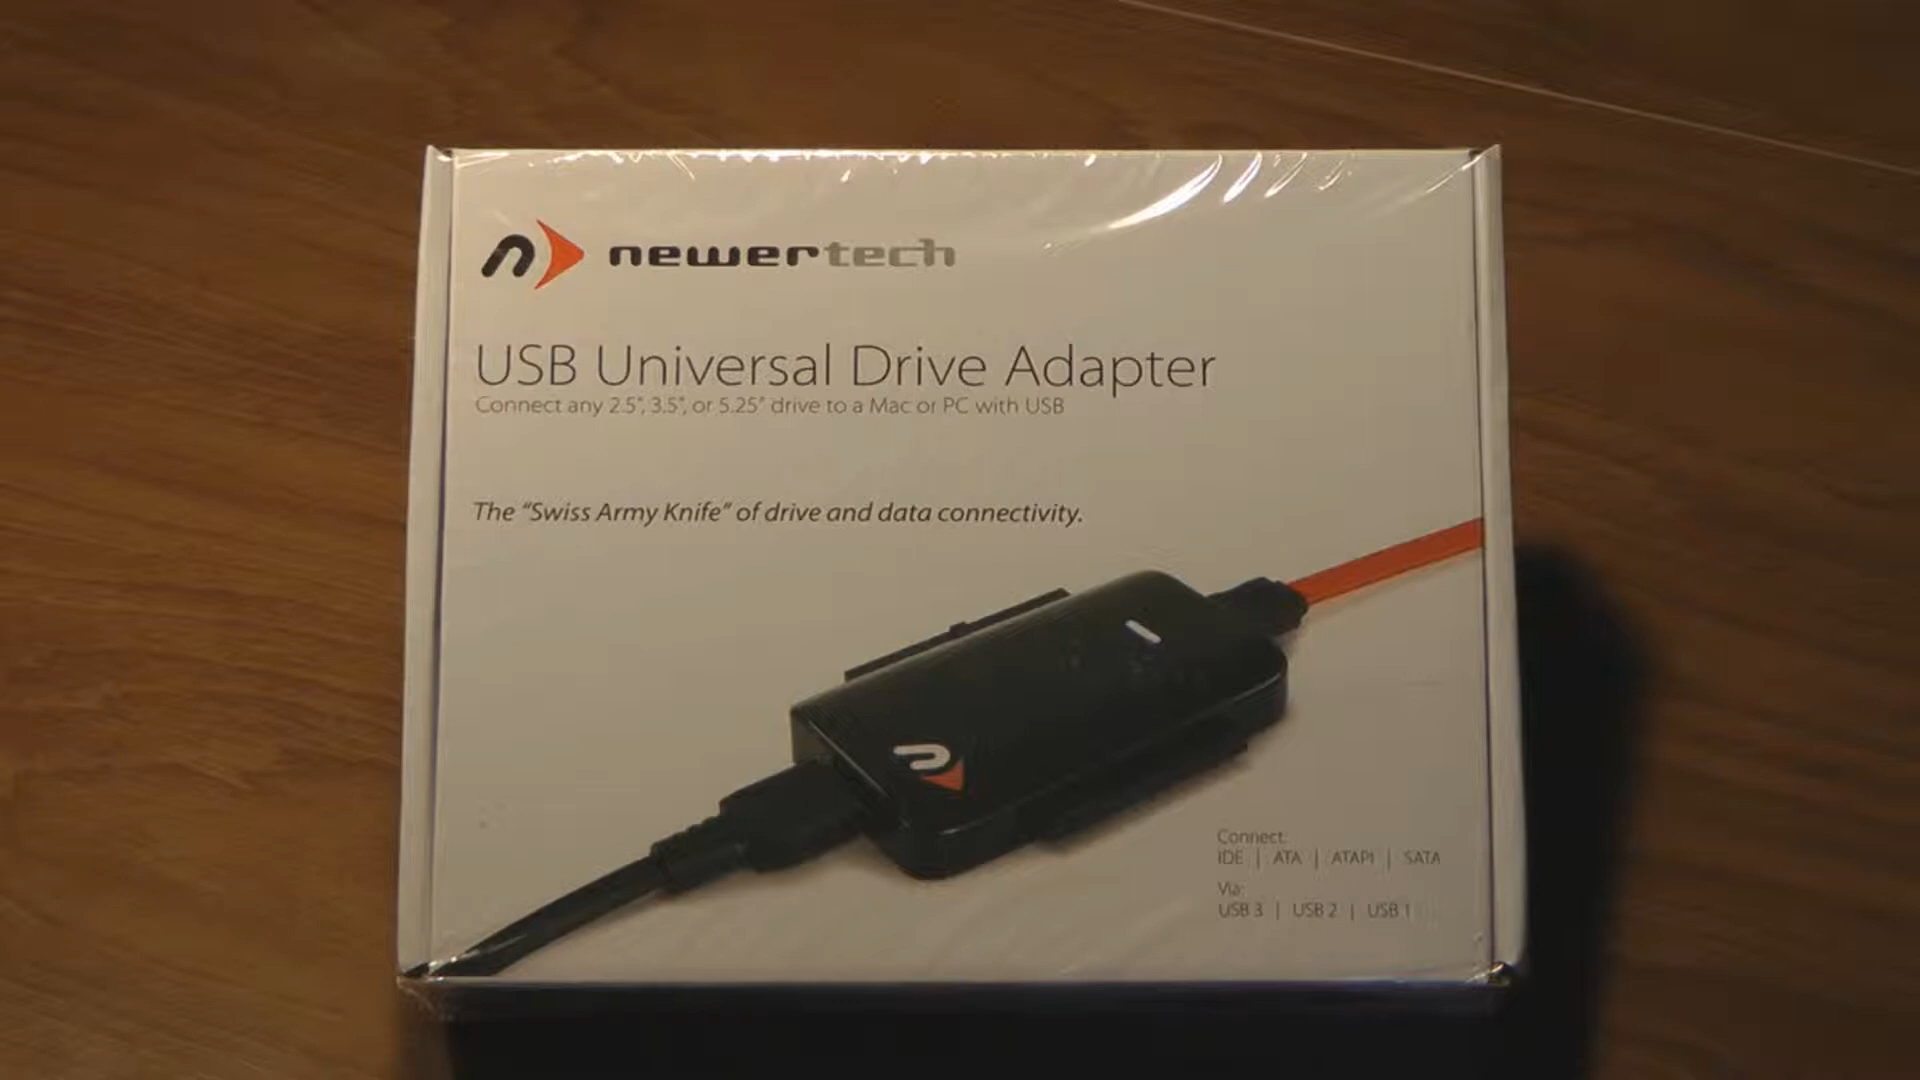 newertech
USB Universal Drive Adapter
Connect any 2.5", 3.5", or 5.25" drive to a Mac or PC with USB
The "Swiss Army Knife" of drive and data connectivity.
Connect:
IDE | ATA | ATAPI | SATA
Via:
USB 3 | USB 2 | USB 1